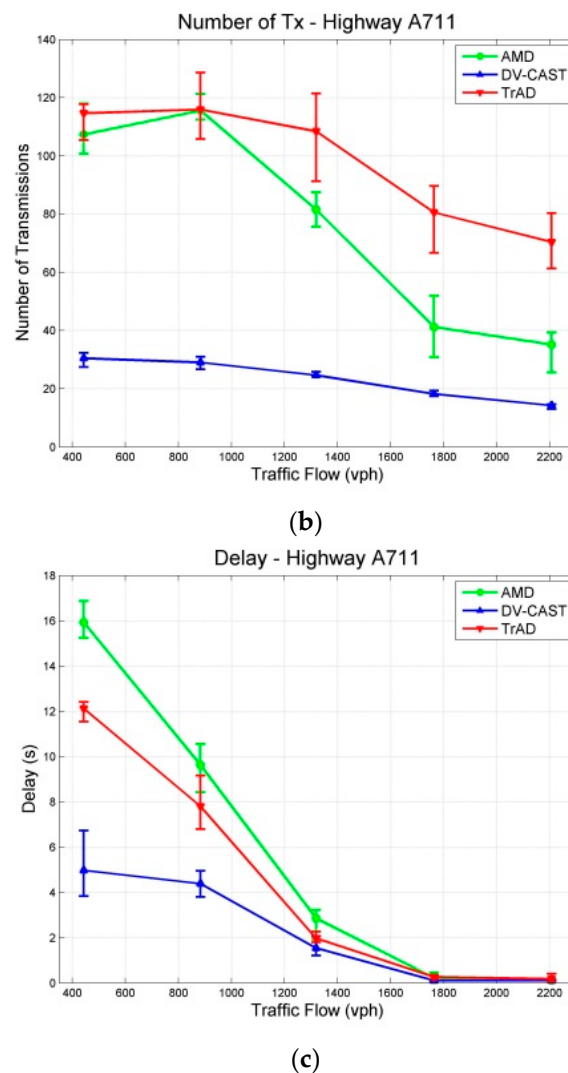 Number of Tx - Highway A711
140
120
100
80
60
40
20
0
Number of Transmissions
AMD
DV-CAST
TrAD
400 600 800 1000 1200 1400 1600 1800 2000 2200
Traffic Flow (vph)
(b)
Delay - Highway A711
18
16
14
12
10
8
6
4
2
0
Delay (s)
AMD
DV-CAST
TrAD
400 600 800 1000 1200 1400 1600 1800 2000 2200
Traffic Flow (vph)
(c)